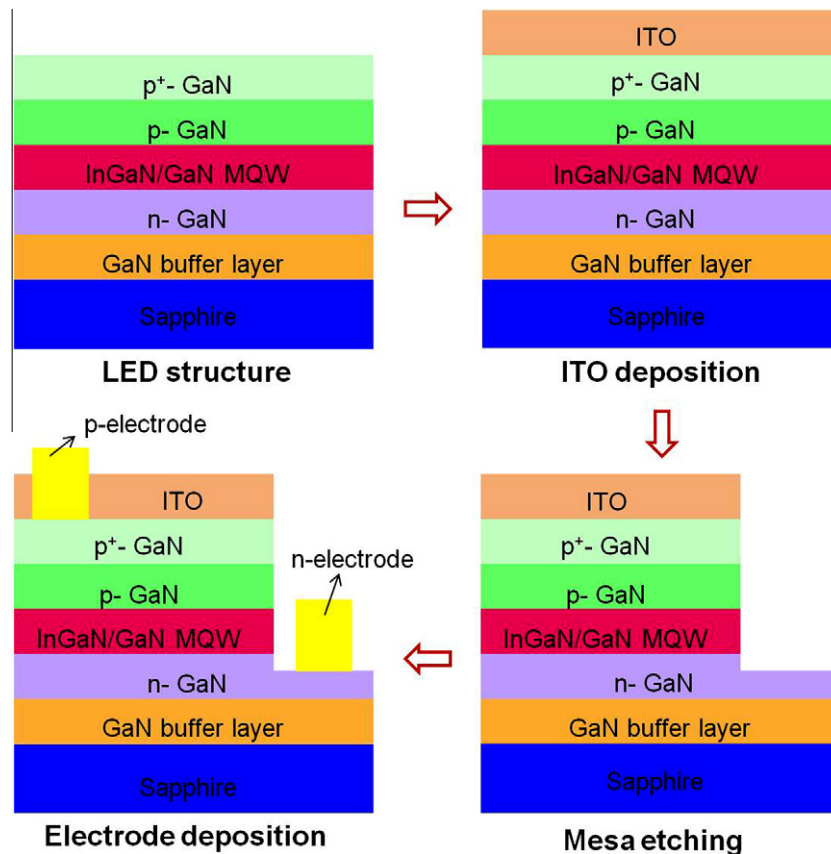 p⁺- GaN
p- GaN
InGaN/GaN MQW
n- GaN
GaN buffer layer
Sapphire
LED structure
ITO
p⁺- GaN
p- GaN
InGaN/GaN MQW
n- GaN
GaN buffer layer
Sapphire
ITO deposition
p-electrode
ITO
p⁺- GaN
n-electrode
p- GaN
InGaN/GaN MQW
n- GaN
GaN buffer layer
Sapphire
Electrode deposition
ITO
p⁺- GaN
p- GaN
InGaN/GaN MQW
n- GaN
GaN buffer layer
Sapphire
Mesa etching